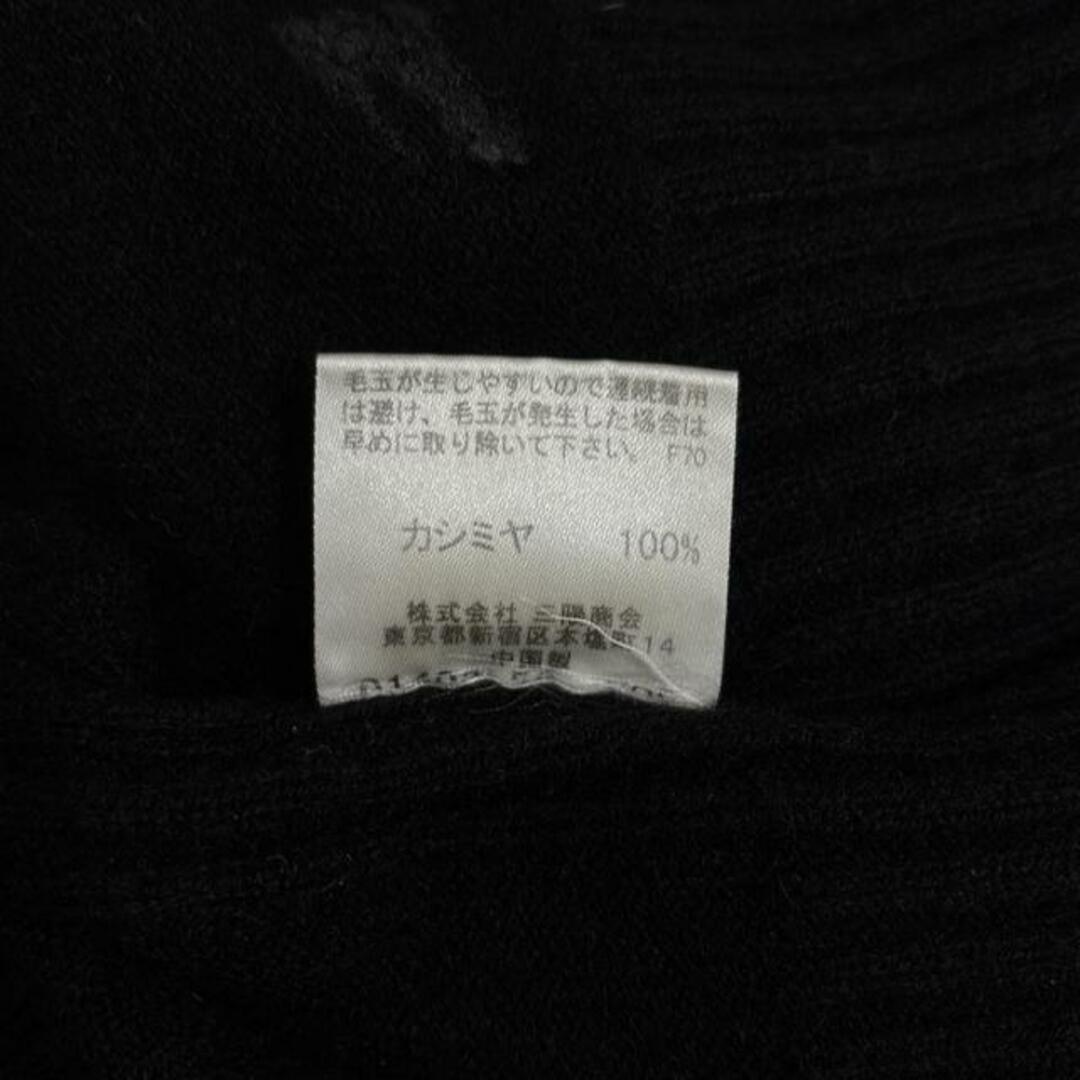 毛玉が生じやすいので連続着用
は避け、毛玉が発生した場合は
早めに取り除いて下さい。 F70
カシミヤ 100%
株式会社 三陽商会
東京都新宿区本塩町14
中国製